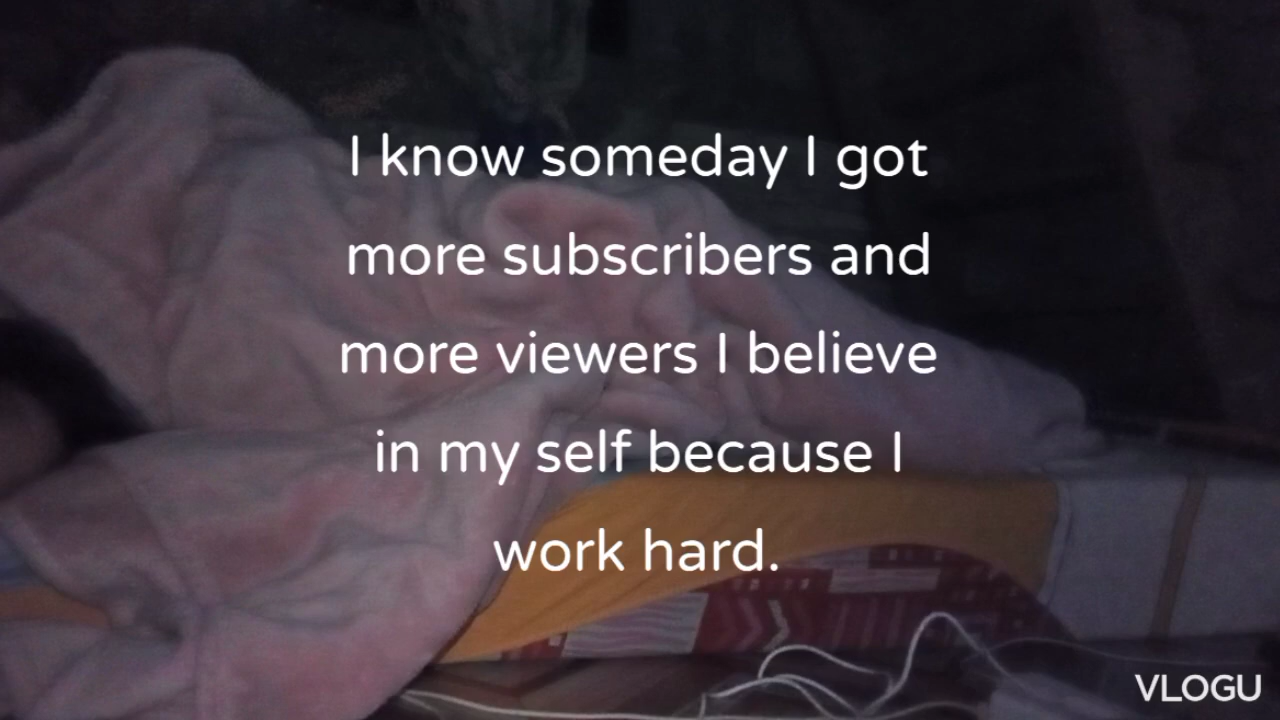 I know someday I got
more subscribers and
more viewers I believe
in my self because I
work hard.
VLOGU